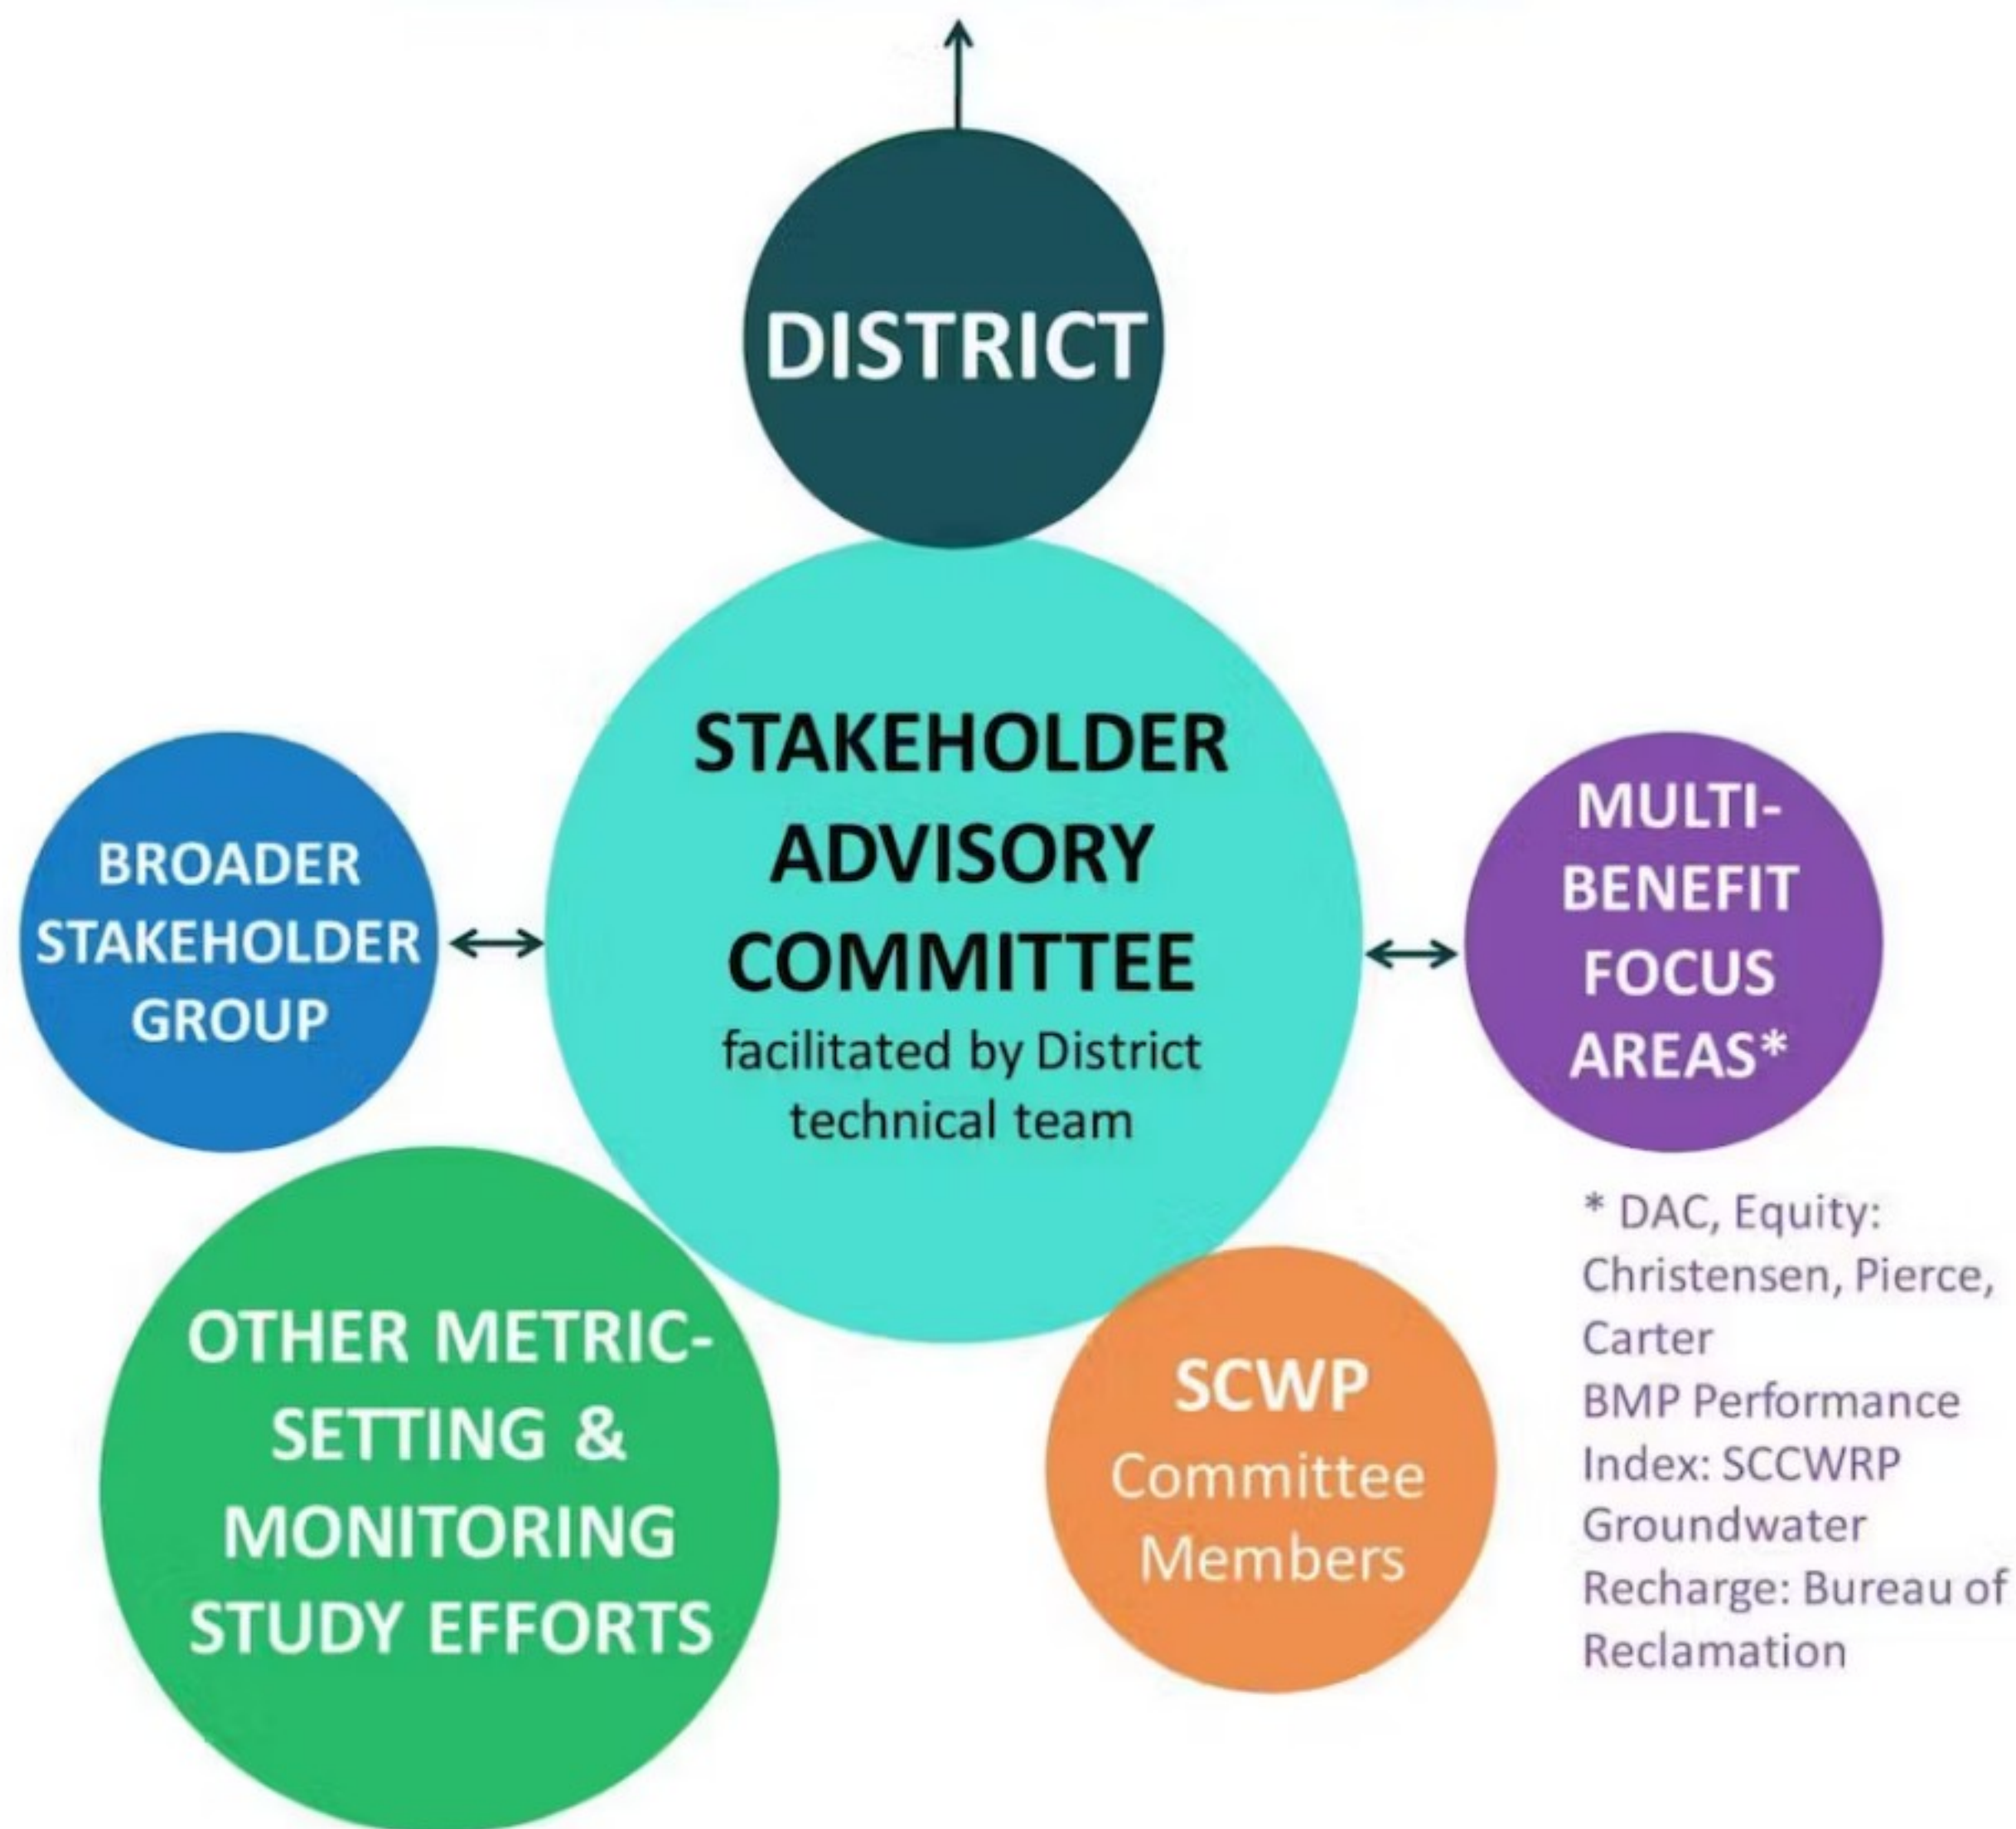 DISTRICT
STAKEHOLDER
ADVISORY
COMMITTEE
facilitated by District
technical team
BROADER
STAKEHOLDER
GROUP
MULTI-
BENEFIT
FOCUS
AREAS*
OTHER METRIC-
SETTING &
MONITORING
STUDY EFFORTS
SCWP
Committee
Members
* DAC, Equity:
Christensen, Pierce,
Carter
BMP Performance
Index: SCCWRP
Groundwater
Recharge: Bureau of
Reclamation